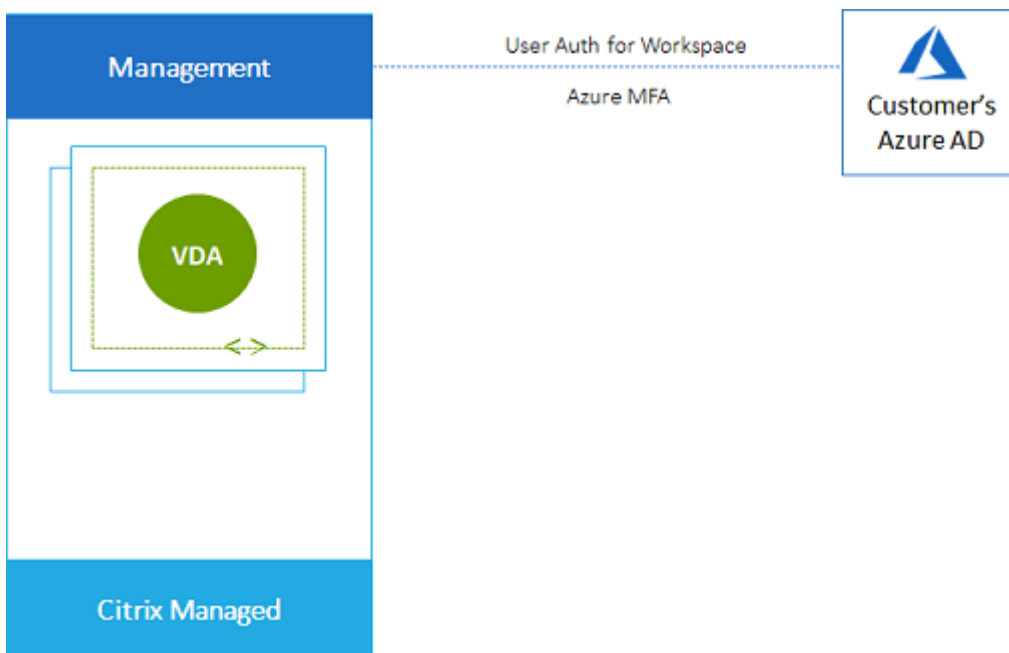 Management
User Auth for Workspace
Azure MFA
Customer's
Azure AD
VDA
< >
Citrix Managed